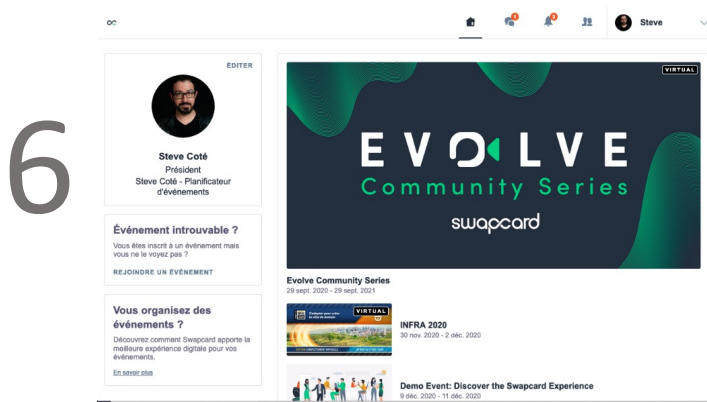 6
Steve
ÉDITER
Steve Coté
Président
Steve Coté - Planificateur
d'événements
Événement introuvable ?
Vous êtes inscrit à un événement mais
vous ne le voyez pas ?
REJOINDRE UN ÉVÉNEMENT
Vous organisez des
événements ?
Découvrez comment Swapcard apporte la
meilleure expérience digitale pour vos
événements.
En savoir plus
VIRTUAL
EVOLVE
Community Series
swapcard
Evolve Community Series
29 sept. 2020 - 29 sept. 2021
VIRTUAL
INFRA 2020
30 nov. 2020 - 2 déc. 2020
Demo Event: Discover the Swapcard Experience
9 déc. 2020 - 11 déc. 2020